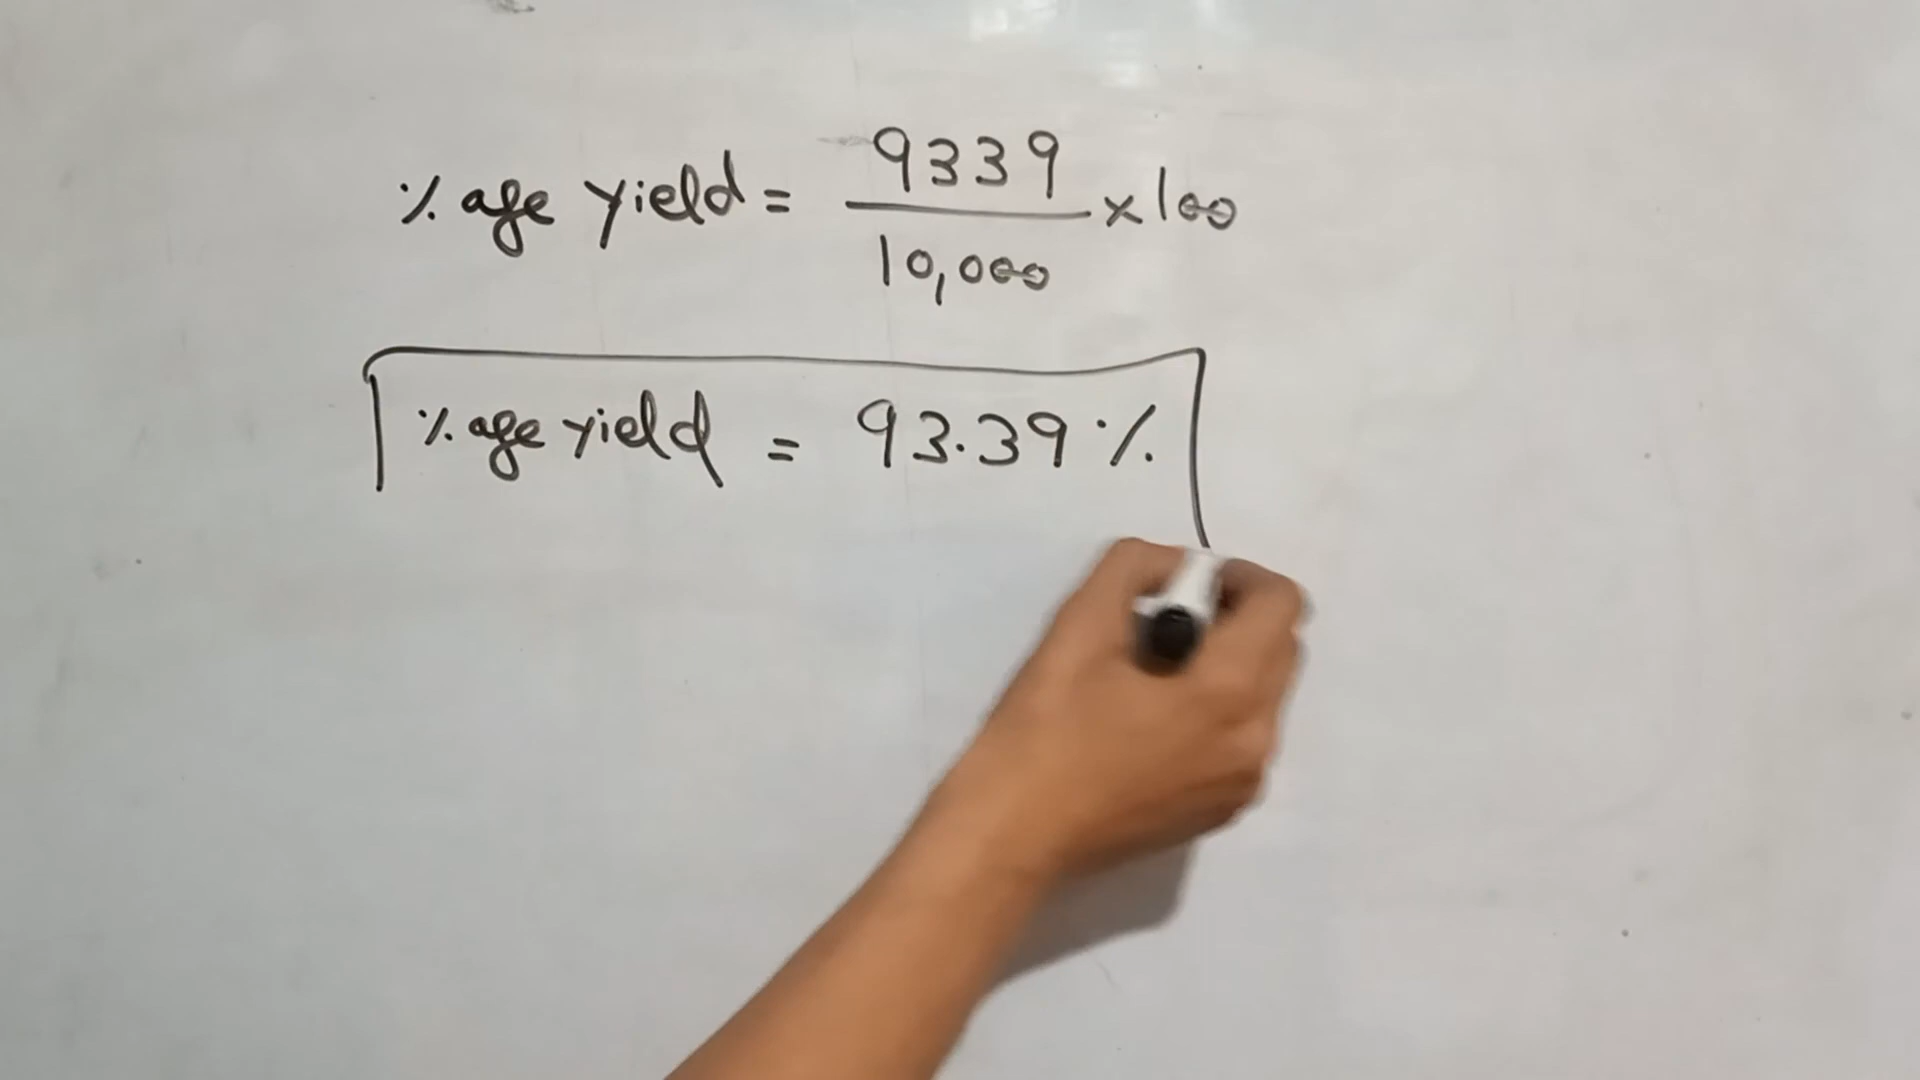 % age yield = 9339 / 10,000 × 100
% age yield = 93.39 %